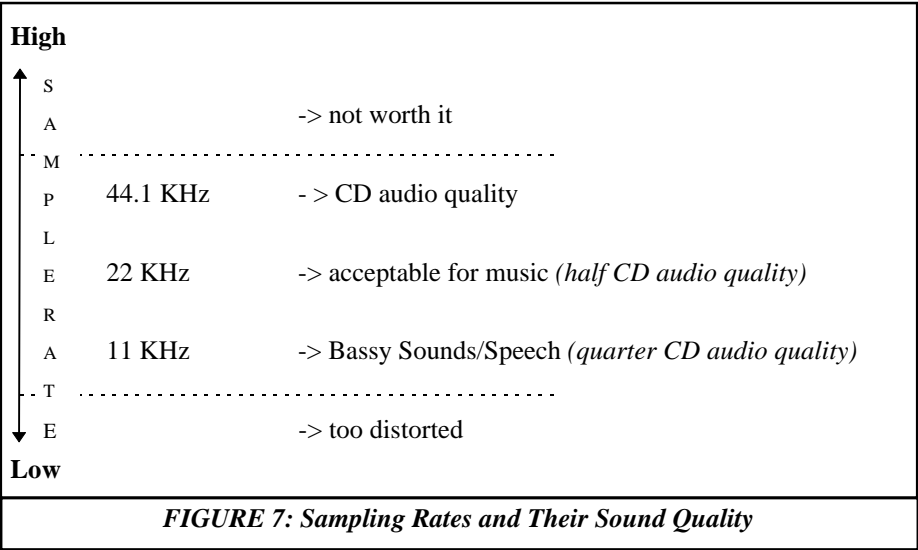 High
S
A -> not worth it
M
P 44.1 KHz - > CD audio quality
L
E 22 KHz -> acceptable for music (half CD audio quality)
R
A 11 KHz -> Bassy Sounds/Speech (quarter CD audio quality)
T
E -> too distorted
Low
FIGURE 7: Sampling Rates and Their Sound Quality